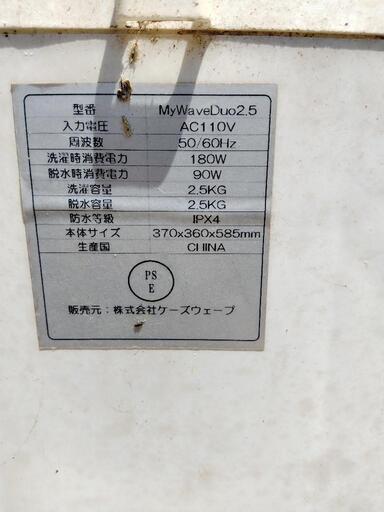 型番 MyWaveDuo2.5
入力電圧 AC110V
周波数 50/60Hz
洗濯時消費電力 180W
脱水時消費電力 90W
洗濯容量 2.5KG
脱水容量 2.5KG
防水等級 IPX4
本体サイズ 370x360x585mm
生産国 CHINA
PS
E
販売元：株式会社ケーズウェーブ